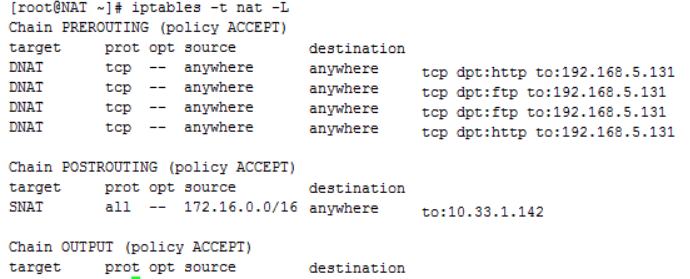 [root@NAT ~]# iptables -t nat -L
Chain PREROUTING (policy ACCEPT)
target     prot opt source               destination
DNAT       tcp  --  anywhere             anywhere            tcp dpt:http to:192.168.5.131
DNAT       tcp  --  anywhere             anywhere            tcp dpt:ftp to:192.168.5.131
DNAT       tcp  --  anywhere             anywhere            tcp dpt:ftp to:192.168.5.131
DNAT       tcp  --  anywhere             anywhere            tcp dpt:http to:192.168.5.131

Chain POSTROUTING (policy ACCEPT)
target     prot opt source               destination
SNAT       all  --  172.16.0.0/16        anywhere            to:10.33.1.142

Chain OUTPUT (policy ACCEPT)
target     prot opt source               destination